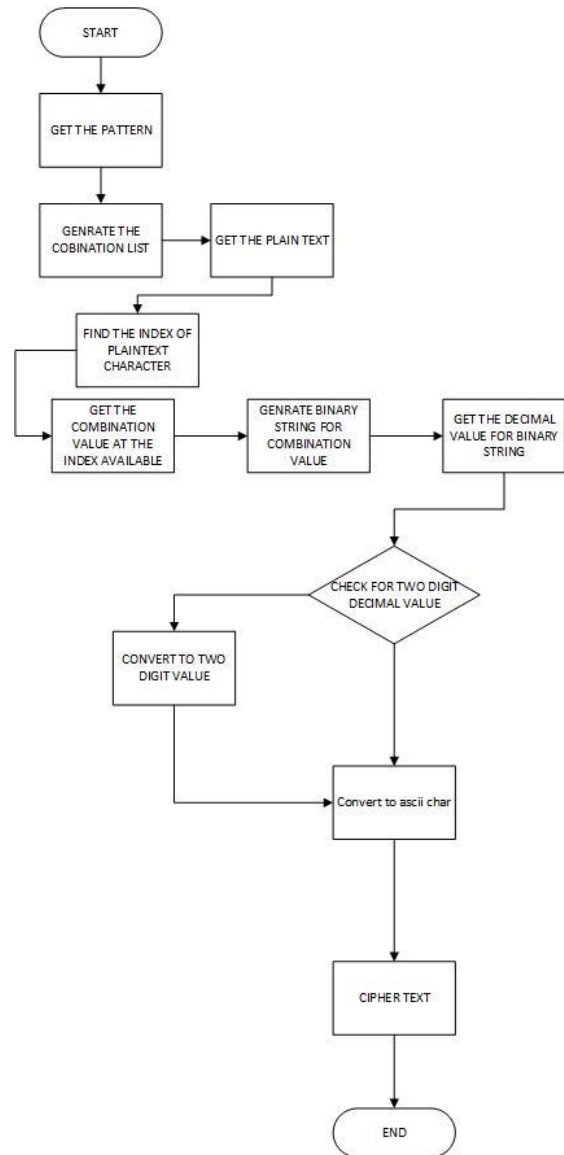 START
GET THE PATTERN
GENRATE THE
COBINATION LIST
GET THE PLAIN TEXT
FIND THE INDEX OF
PLAINTEXT
CHARACTER
GET THE
COMBINATION
VALUE AT THE
INDEX AVAILABLE
GENRATE BINARY
STRING FOR
COMBINATION
VALUE
GET THE DECIMAL
VALUE FOR BINARY
STRING
CHECK FOR TWO DIGIT
DECIMAL VALUE
CONVERT TO TWO
DIGIT VALUE
Convert to ascii char
CIPHER TEXT
END